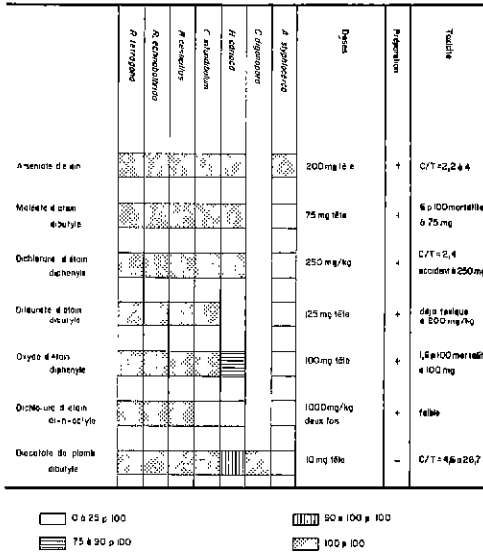 R. tetragona
R. echinobothrida
R. cesticillus
C. infundibulum
H. carioca
C. digonopora
A. styphlocerca
Doses
Préparation
Toxicité
Arséniate d'étain
200 mg tête
+
C/T = 2,2 à 4
Maléate d'étain
dibutyle
75 mg tête
+
6 p 100 mortalité
à 75 mg
Dichlorure d'étain
diphenyle
250 mg/kg
+
C/T = 2,4
accident à 250 mg
Dilaurate d'étain
dibutyle
125 mg tête
+
déjà toxique
à 200 mg/kg
Oxyde d'étain
diphenyle
100 mg tête
+
1,6 p 100 mortalité
à 100 mg
Dichlorure d'étain
di-n-octyle
1000 mg/kg
deux fois
+
faible
Diacétate de plomb
dibutyle
10 mg tête
-
C/T = 4,6 à 26,7
0 à 25 p 100
75 à 90 p 100
90 à 100 p 100
100 p 100